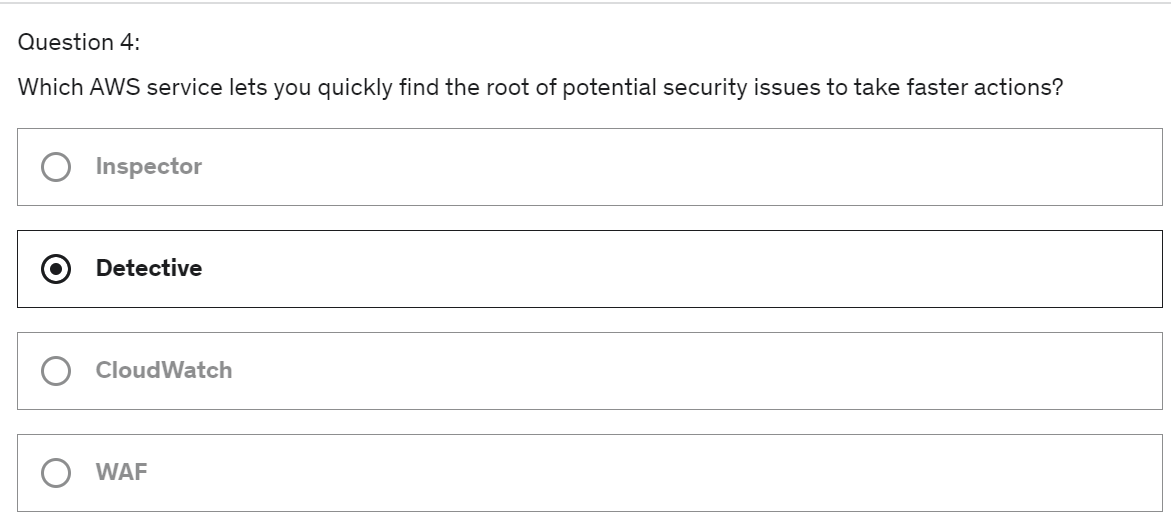 Question 4:
Which AWS service lets you quickly find the root of potential security issues to take faster actions?
Inspector
Detective
CloudWatch
WAF